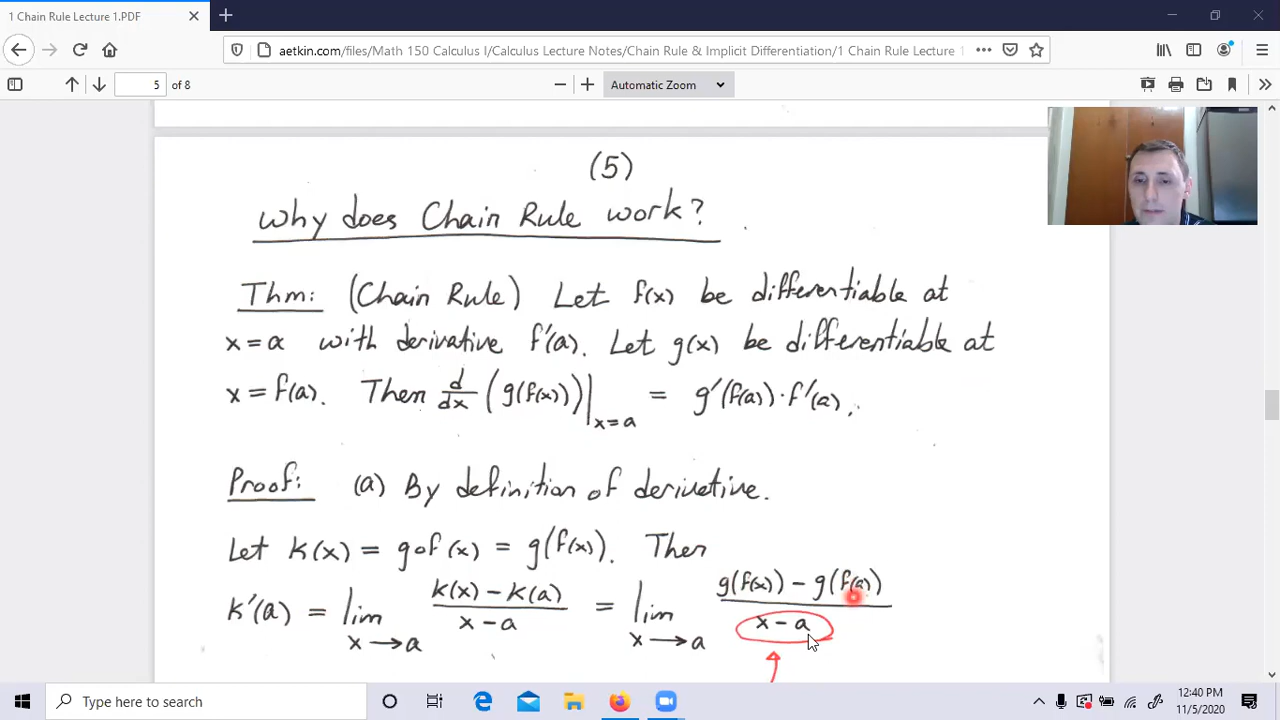 1 Chain Rule Lecture 1.PDF
aetkin.com/files/Math 150 Calculus I/Calculus Lecture Notes/Chain Rule & Implicit Differentiation/1 Chain Rule Lecture 1
5 of 8
Automatic Zoom
(5)
Why does Chain Rule work?
Thm: (Chain Rule) Let f(x) be differentiable at
x = a with derivative f'(a). Let g(x) be differentiable at
x = f(a). Then d/dx (g(f(x)))|x=a = g'(f(a))·f'(a).
Proof: (a) By definition of derivative.
Let K(x) = gof(x) = g(f(x)). Then
K'(a) = lim x→a K(x) - K(a) / x - a = lim x→a g(f(x)) - g(f(a)) / x - a
Type here to search
12:40 PM
11/5/2020